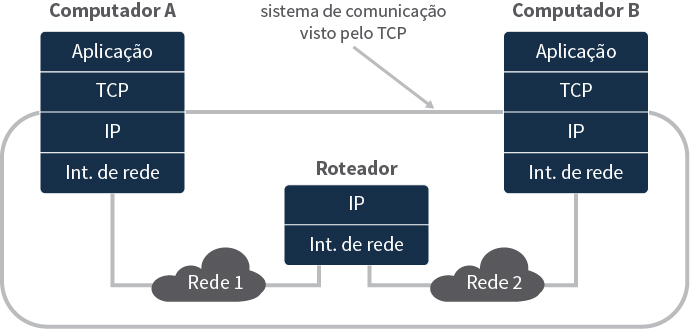 Computador A
sistema de comunicação
visto pelo TCP
Computador B
Aplicação
TCP
IP
Int. de rede
Aplicação
TCP
IP
Int. de rede
Roteador
IP
Int. de rede
Rede 1
Rede 2